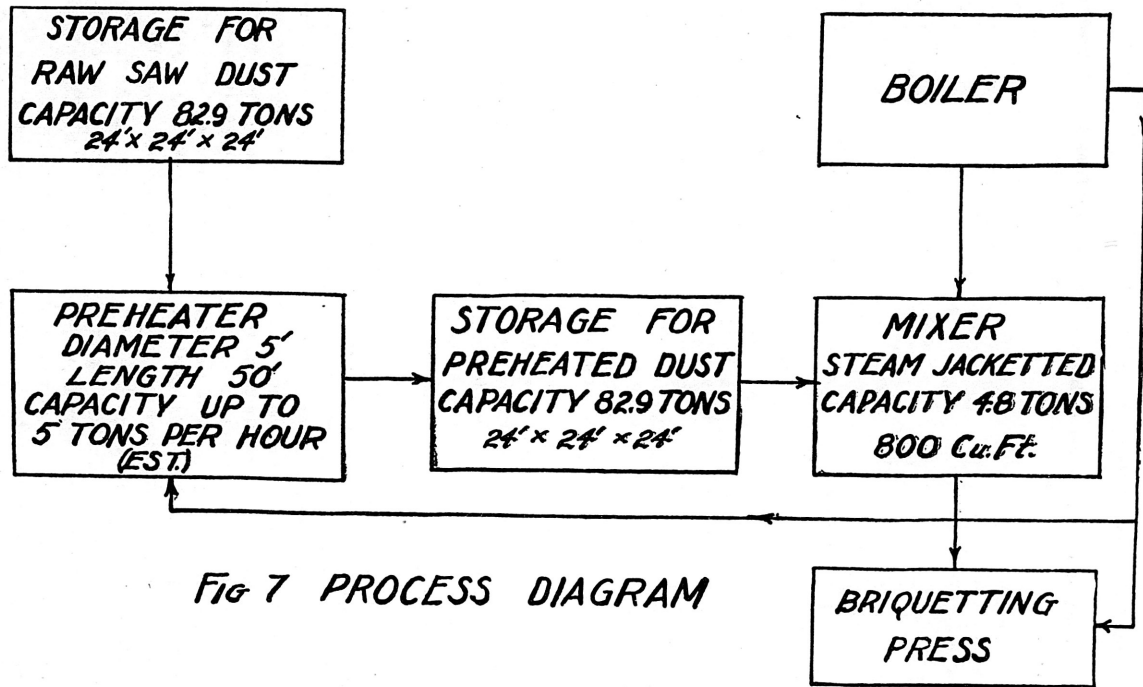 STORAGE FOR
RAW SAW DUST
CAPACITY 82.9 TONS
24' x 24' x 24'
BOILER
PREHEATER
DIAMETER 5'
LENGTH 50'
CAPACITY UP TO
5 TONS PER HOUR
(EST.)
STORAGE FOR
PREHEATED DUST
CAPACITY 82.9 TONS
24' x 24' x 24'
MIXER
STEAM JACKETTED
CAPACITY 4.8 TONS
800 Cu. Ft.
FIG 7 PROCESS DIAGRAM
BRIQUETTING
PRESS